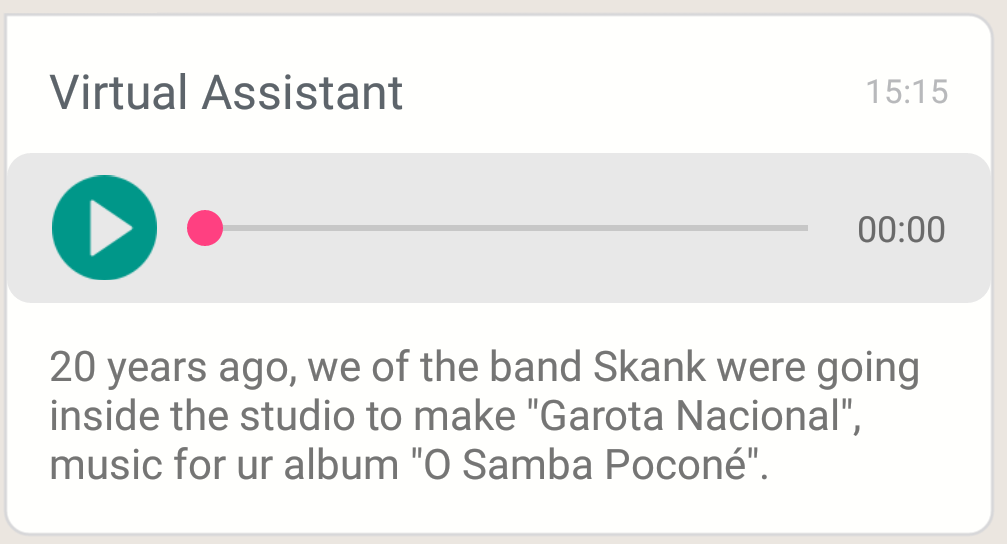 Virtual Assistant 15:15
00:00
20 years ago, we of the band Skank were going
inside the studio to make "Garota Nacional",
music for ur album "O Samba Poconé".